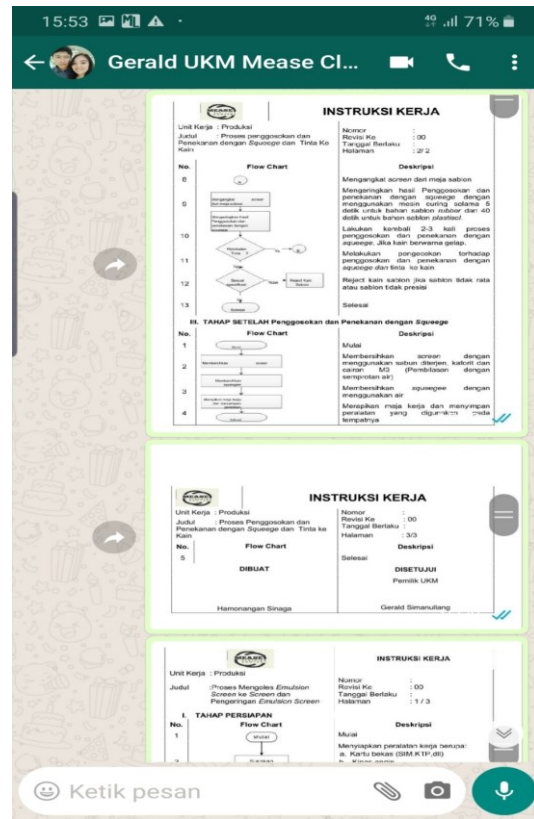 15:53
4G
71%
Gerald UKM Mease Cl...
MEASE
INSTRUKSI KERJA
Unit Kerja : Produksi
Judul : Proses penggosokan dan
Penekanan dengan Squeege dan Tinta Ke
Kain
Nomor :
Revisi Ke : 00
Tanggal Berlaku :
Halaman : 2/ 2
No. Flow Chart Deskripsi
8 Mengangkat screen dari meja sablon
9 Mengeringkan hasil Penggosokan dan
penekanan dengan squeege dengan
menggunakan mesin curing selama 5
detik untuk bahan sablon rubber dan 40
detik untuk bahan sablon plastisol.
10 Lakukan kembali 2-3 kali proses
penggosokan dan penekanan dengan
squeege. Jika kain berwarna gelap.
11 Melakukan pengecekan terhadap
penggosokan dan penekanan dengan
squeege dan tinta ke kain
12 Reject kain sablon jika sablon tidak rata
atau sablon tidak presisi
13 Selesai
III. TAHAP SETELAH Penggosokan dan Penekanan dengan Squeege
No. Flow Chart Deskripsi
1 Mulai
2 Membersihkan screen dengan
menggunakan sabun diterjen, kaforit dan
cairan M3 (Pembilasan dengan
semprotan air)
3 Membersihkan squeegee dengan
menggunakan air
4 Merapikan meja kerja dan menyimpan
peralatan yang digunakan pada
tempatnya
MEASE
INSTRUKSI KERJA
Unit Kerja : Produksi
Judul : Proses Penggosokan dan
Penekanan dengan Squeege dan Tinta ke
Kain
Nomor :
Revisi Ke : 00
Tanggal Berlaku :
Halaman : 3/3
No. Flow Chart Deskripsi
5 Selesai
DIBUAT DISETUJUI
Pemilik UKM
Hamonangan Sinaga Gerald Simanullang
MEASE
INSTRUKSI KERJA
Unit Kerja : Produksi
Judul :Proses Mengoles Emulsion
Screen ke Screen dan
Pengeringan Emulsion Screen
Nomor :
Revisi Ke : 00
Tanggal Berlaku :
Halaman : 1 / 3
I. TAHAP PERSIAPAN
No. Flow Chart Deskripsi
1 Mulai Mulai
Menyiapkan peralatan kerja berupa:
a. Kartu bekas (SIM,KTP,dll)
Ketik pesan